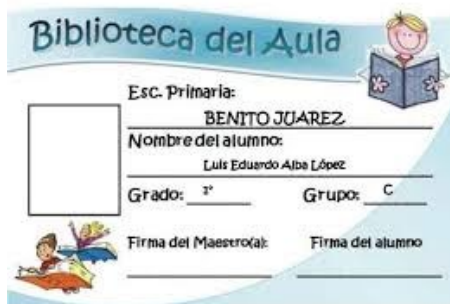 Biblioteca del Aula
Esc. Primaria:
BENITO JUAREZ
Nombre del alumno:
Luis Eduardo Alba López
Grado: Grupo: C
Firma del Maestro(a): Firma del alumno